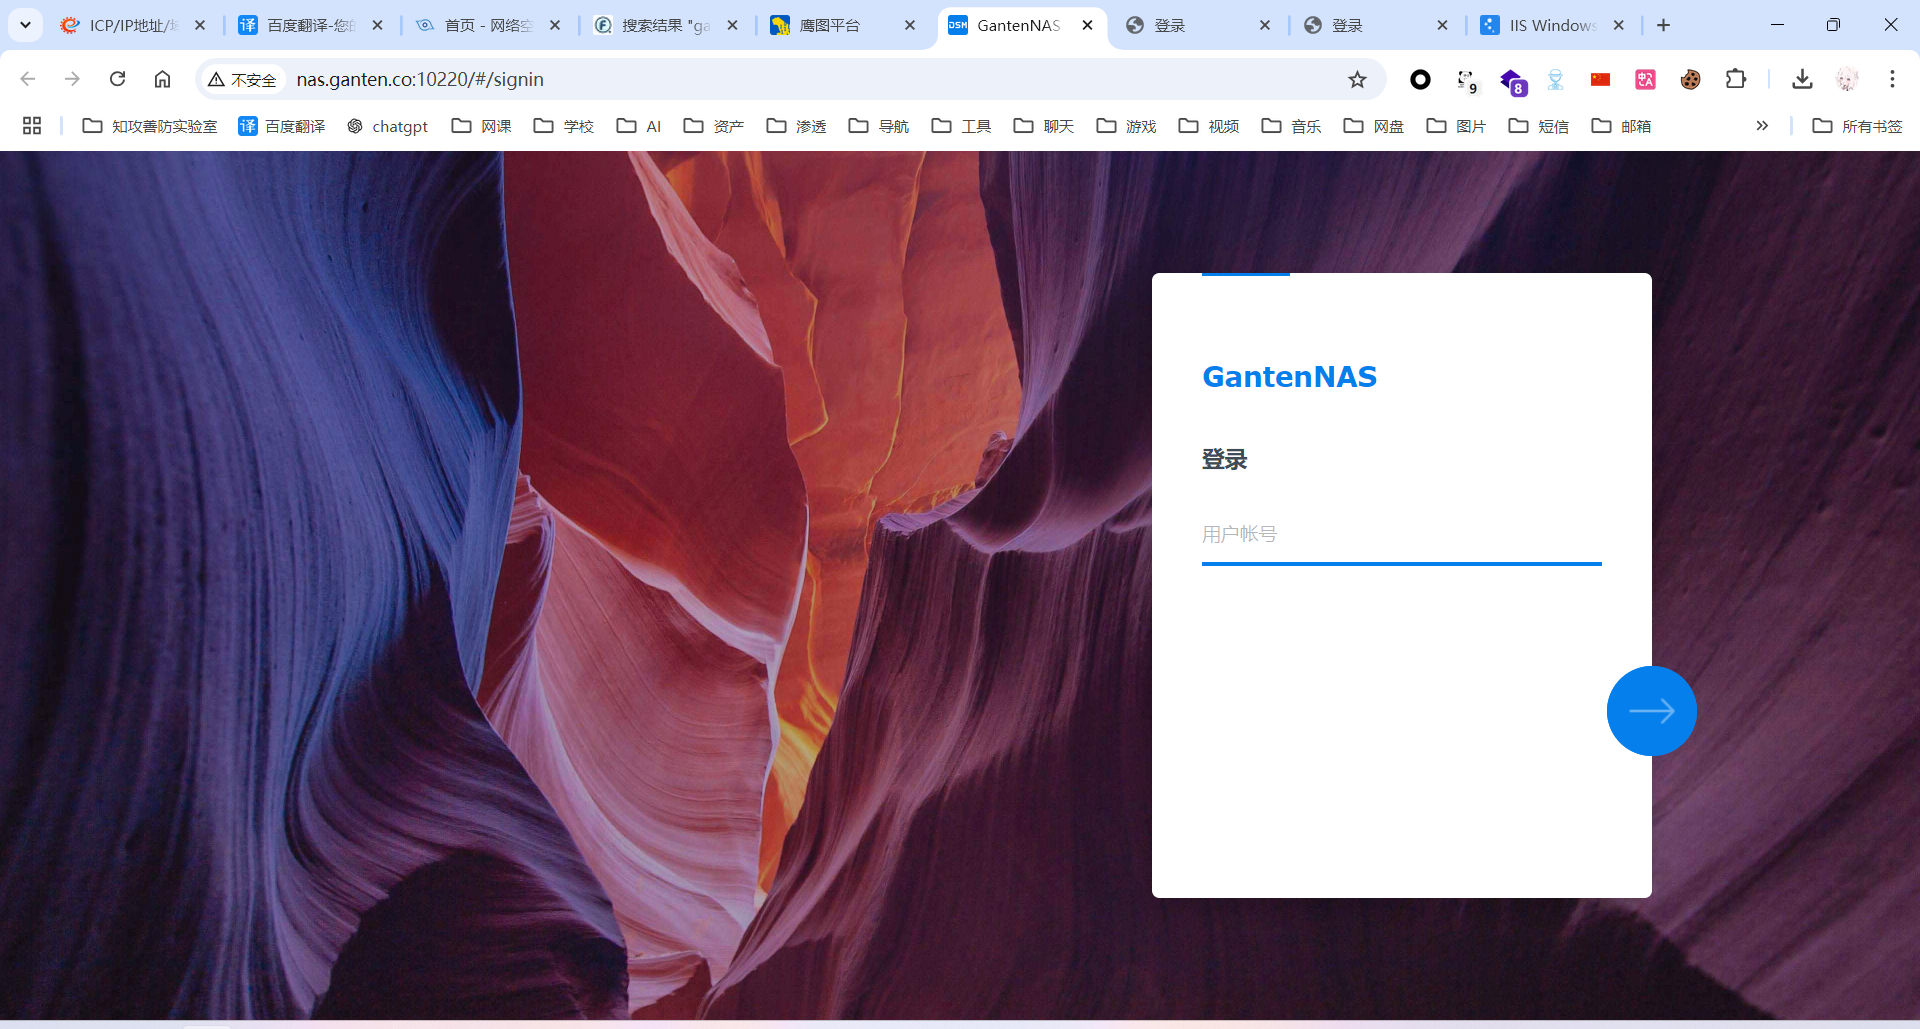 ICP/IP地址/
百度翻译-您
首页 - 网络空
搜索结果 "ga
鹰图平台
DSM
GantenNAS
登录
登录
IIS Windows
不安全
nas.ganten.co:10220/#/signin
9
8
知攻善防实验室
译
百度翻译
chatgpt
网课
学校
AI
资产
渗透
导航
工具
聊天
游戏
视频
音乐
网盘
图片
短信
邮箱
所有书签
GantenNAS
登录
用户帐号